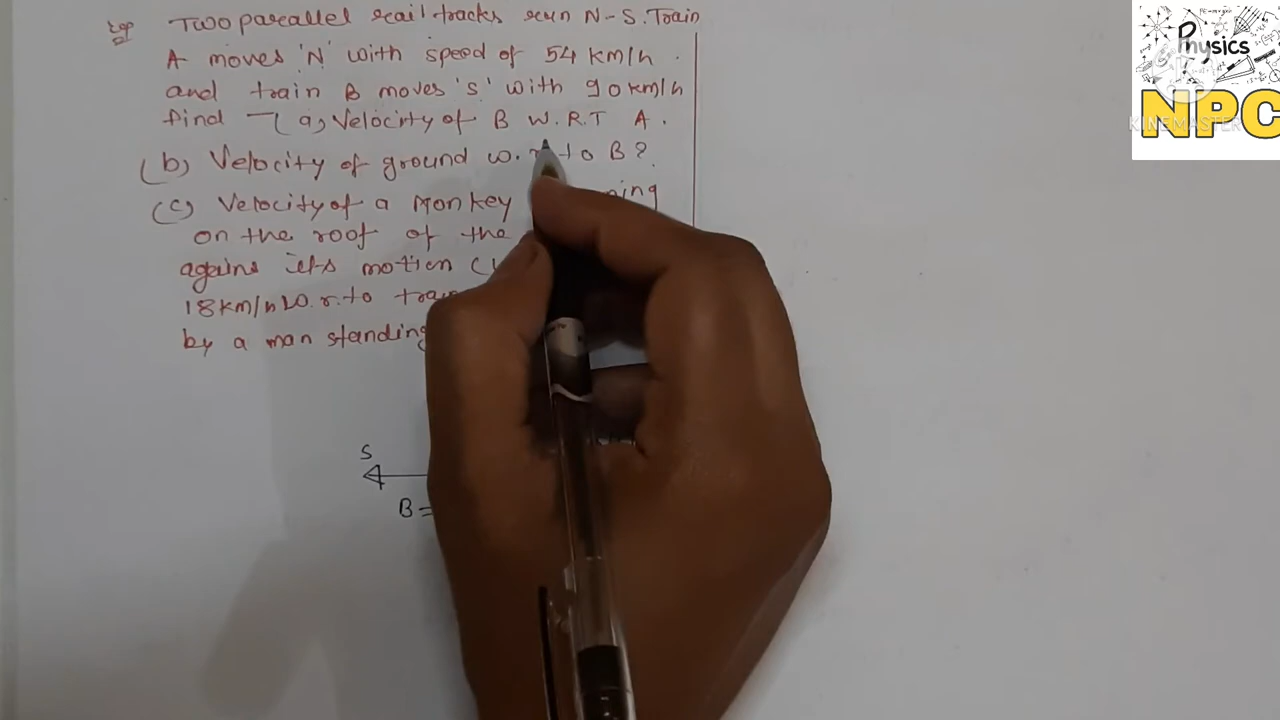 Two parallel rail tracks run N-S. Train
A moves 'N' with speed of 54 km/h.
and train B moves 's' with 90 km/h
find (a, velocity of B W.R.T A.
(b) Velocity of ground w. to B?
(c) velocity of a Monkey
on the roof of the
agains its motion
18 km/h w.r.to
by a man standing
S
B=
Physics
NPC
KINEMASTER